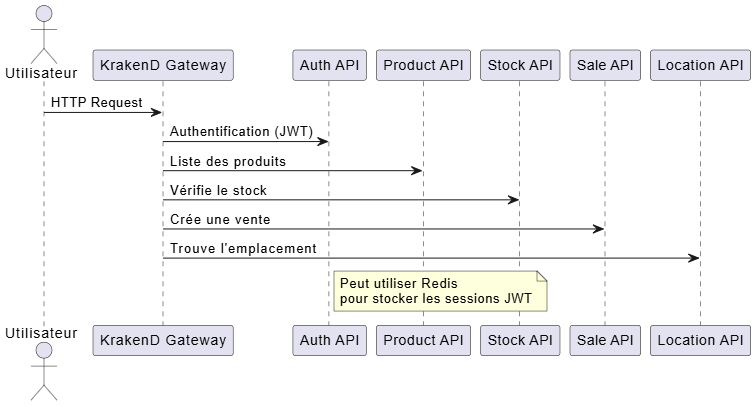 Utilisateur
KrakenD Gateway
Auth API
Product API
Stock API
Sale API
Location API
HTTP Request
Authentification (JWT)
Liste des produits
Vérifie le stock
Crée une vente
Trouve l'emplacement
Peut utiliser Redis
pour stocker les sessions JWT
Utilisateur
KrakenD Gateway
Auth API
Product API
Stock API
Sale API
Location API